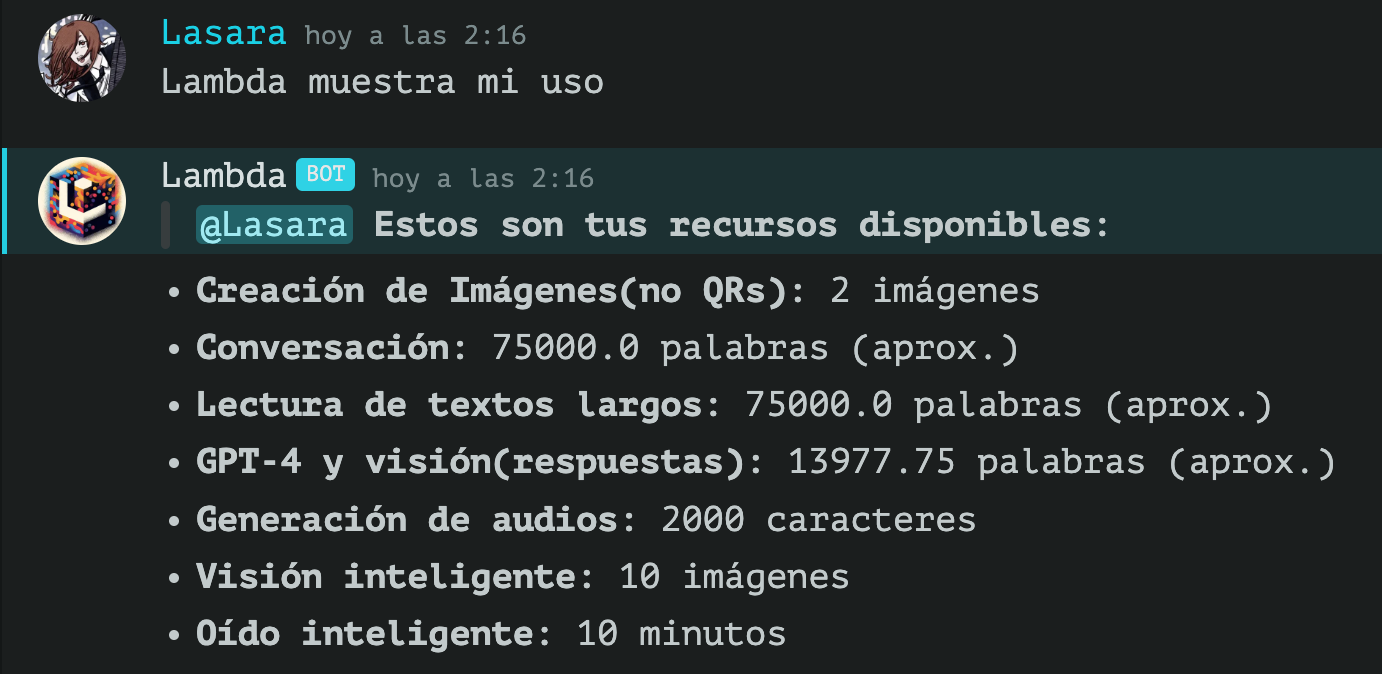 Lasara hoy a las 2:16
Lambda muestra mi uso
Lambda BOT hoy a las 2:16
@Lasara Estos son tus recursos disponibles:
• Creación de Imágenes(no QRs): 2 imágenes
• Conversación: 75000.0 palabras (aprox.)
• Lectura de textos largos: 75000.0 palabras (aprox.)
• GPT-4 y visión(respuestas): 13977.75 palabras (aprox.)
• Generación de audios: 2000 caracteres
• Visión inteligente: 10 imágenes
• Oído inteligente: 10 minutos